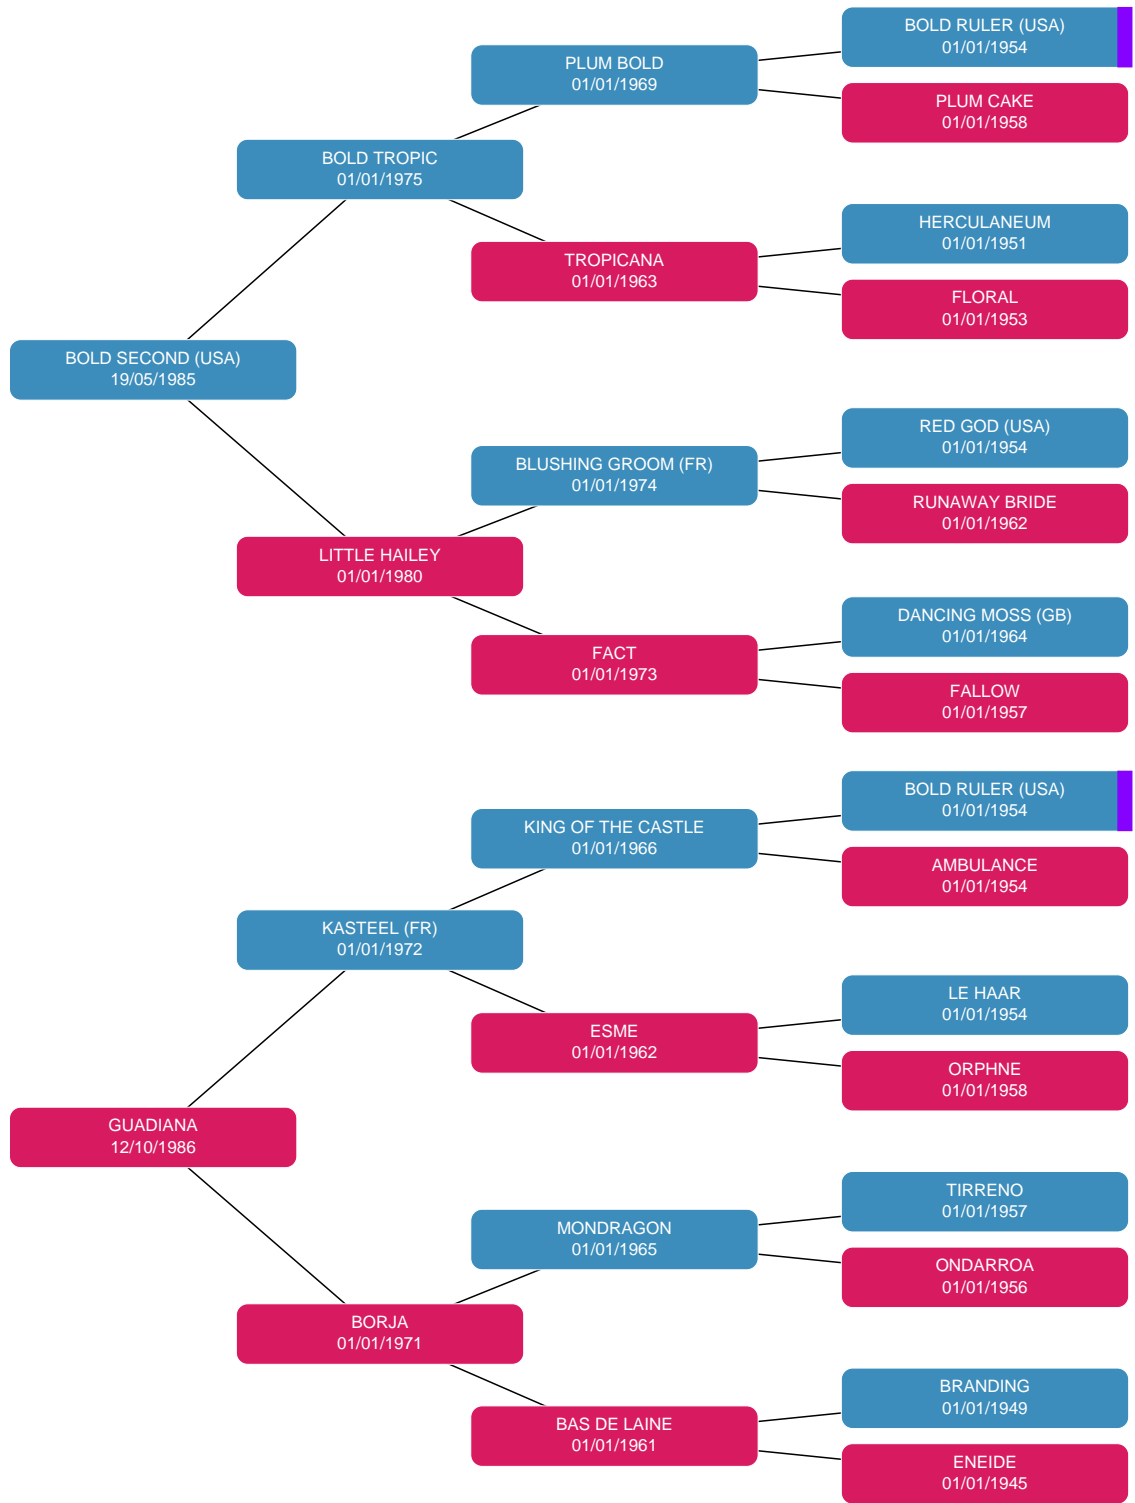 BOLD RULER (USA)
01/01/1954
PLUM BOLD
01/01/1969
PLUM CAKE
01/01/1958
BOLD TROPIC
01/01/1975
HERCULANEUM
01/01/1951
TROPICANA
01/01/1963
FLORAL
01/01/1953
BOLD SECOND (USA)
19/05/1985
RED GOD (USA)
01/01/1954
BLUSHING GROOM (FR)
01/01/1974
RUNAWAY BRIDE
01/01/1962
LITTLE HAILEY
01/01/1980
DANCING MOSS (GB)
01/01/1964
FACT
01/01/1973
FALLOW
01/01/1957
BOLD RULER (USA)
01/01/1954
KING OF THE CASTLE
01/01/1966
AMBULANCE
01/01/1954
KASTEEL (FR)
01/01/1972
LE HAAR
01/01/1954
ESME
01/01/1962
ORPHNE
01/01/1958
GUADIANA
12/10/1986
TIRRENO
01/01/1957
MONDRAGON
01/01/1965
ONDARROA
01/01/1956
BORJA
01/01/1971
BRANDING
01/01/1949
BAS DE LAINE
01/01/1961
ENEIDE
01/01/1945